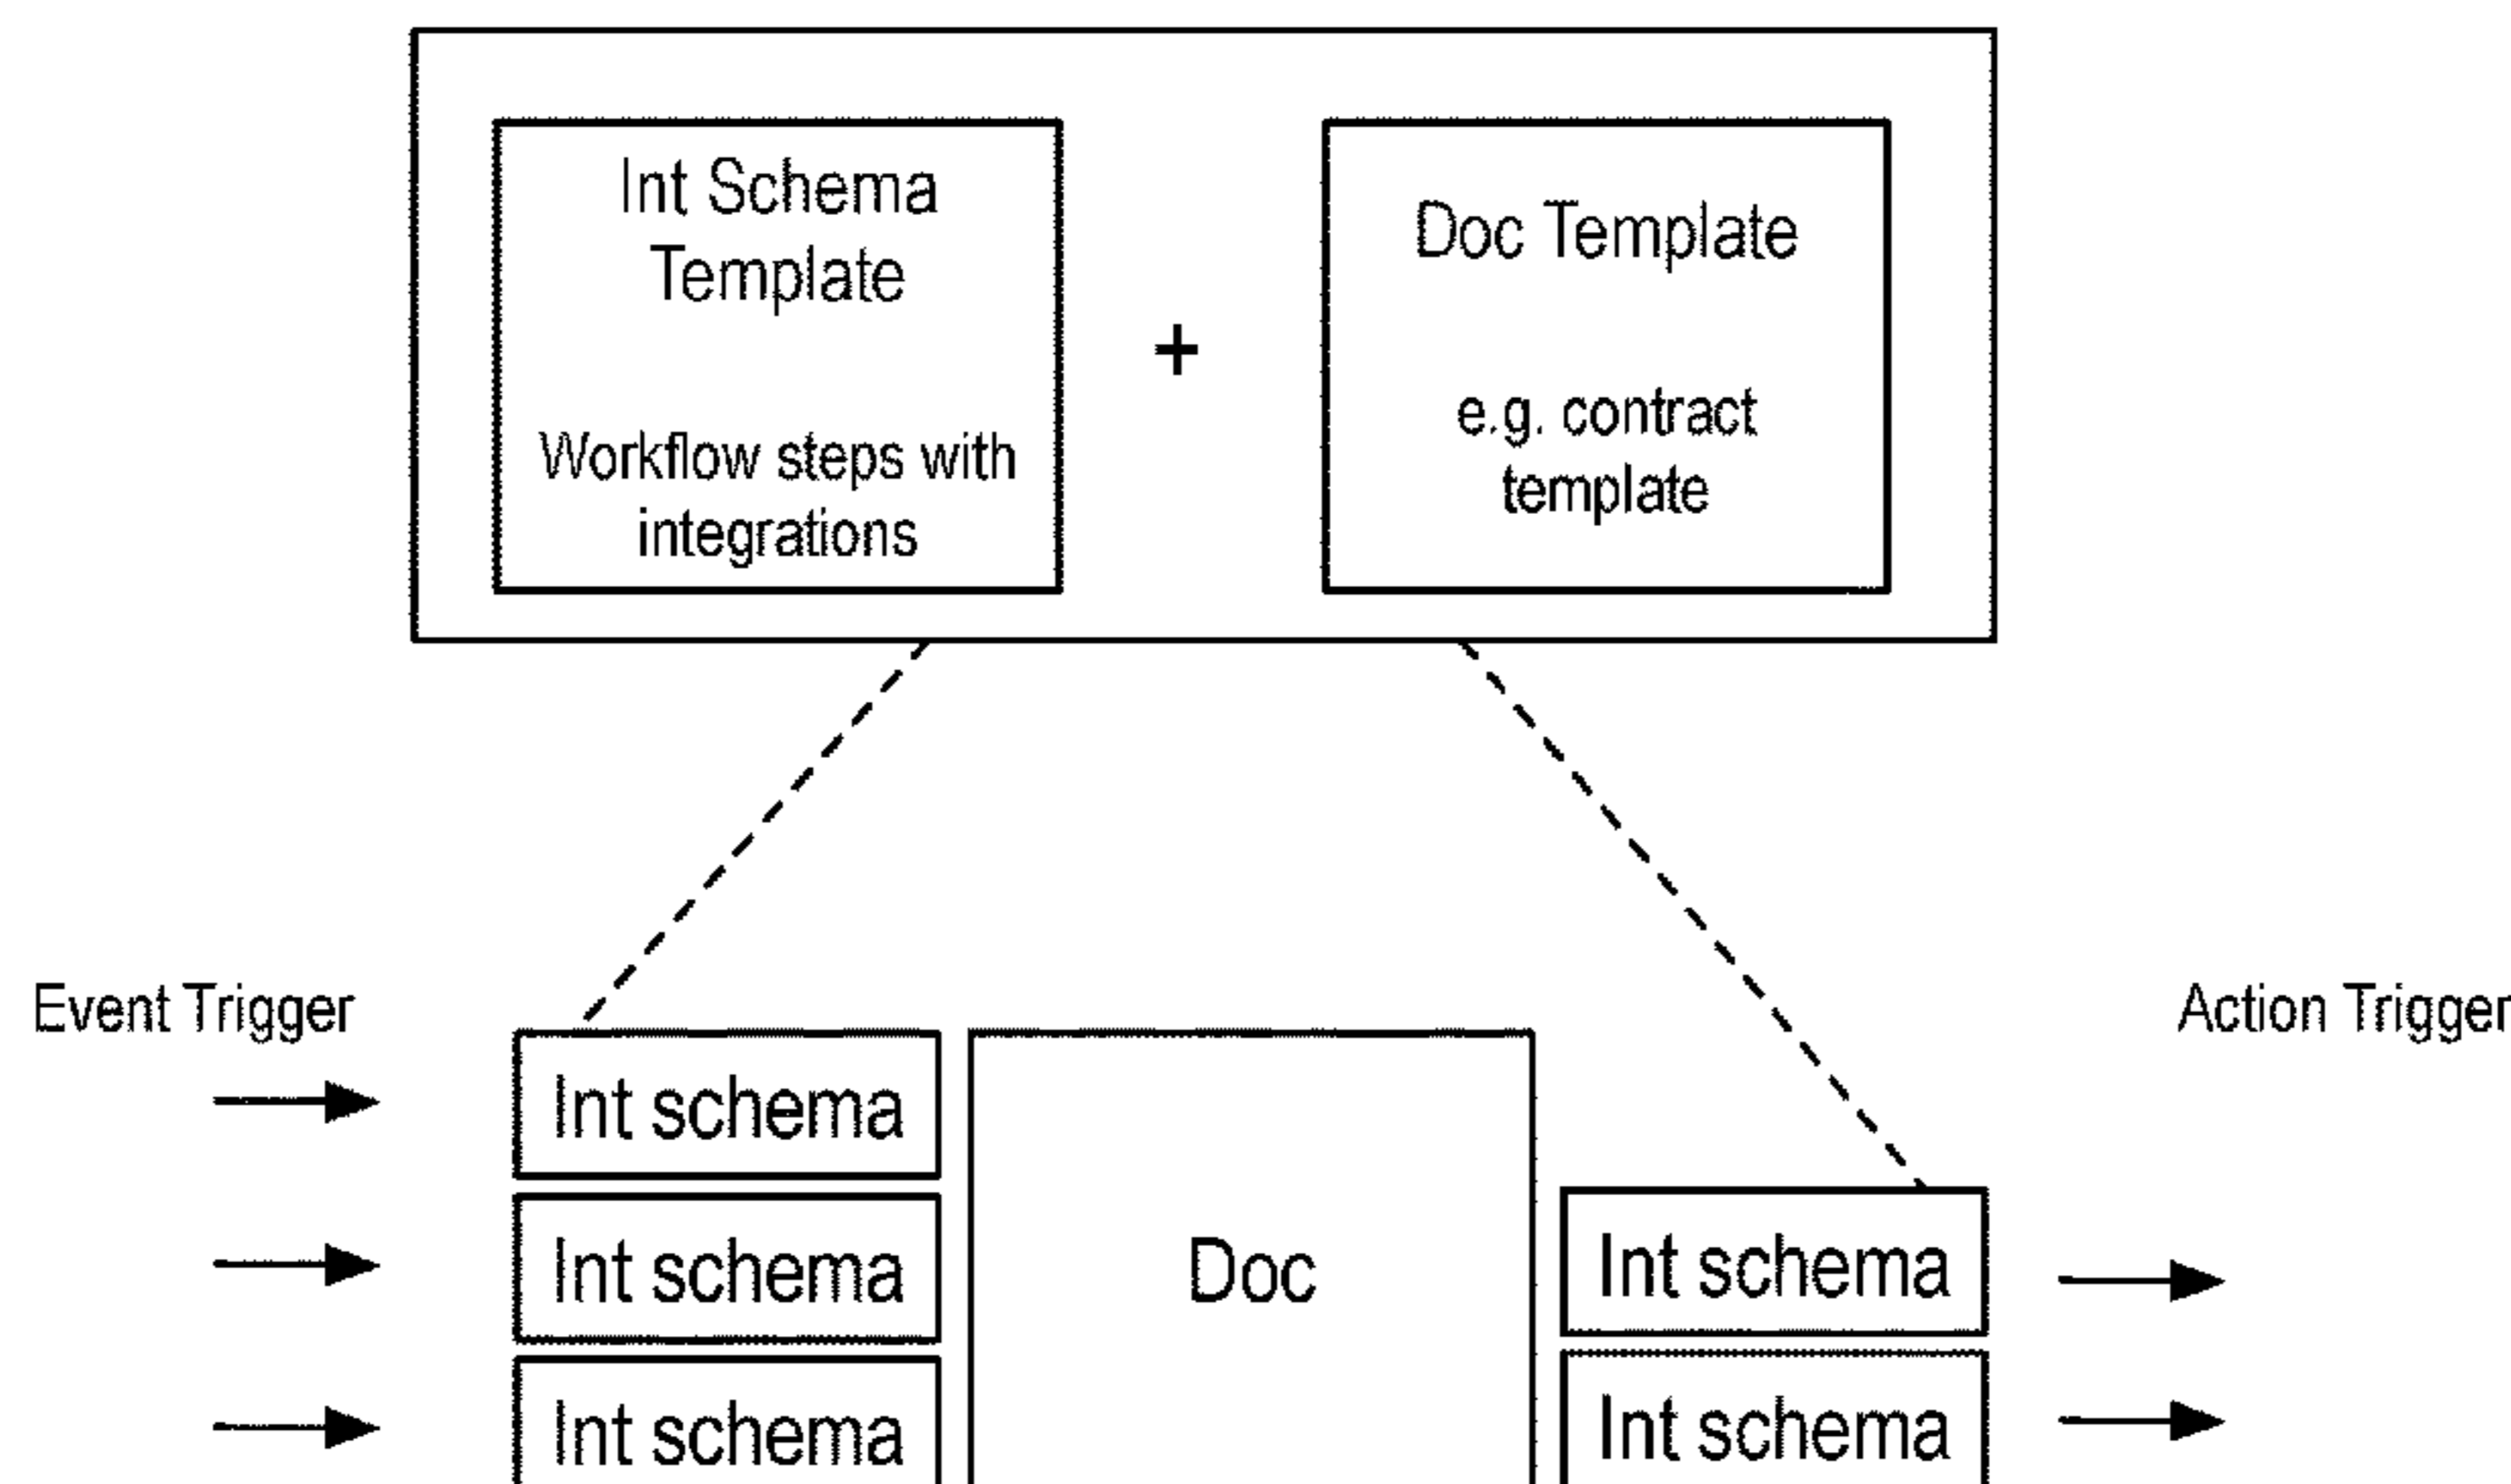 Int Schema
Template
Workflow steps with
integrations
+
Doc Template
e.g. contract
template
Event Trigger
Action Trigger
Int schema
Int schema
Int schema
Doc
Int schema
Int schema